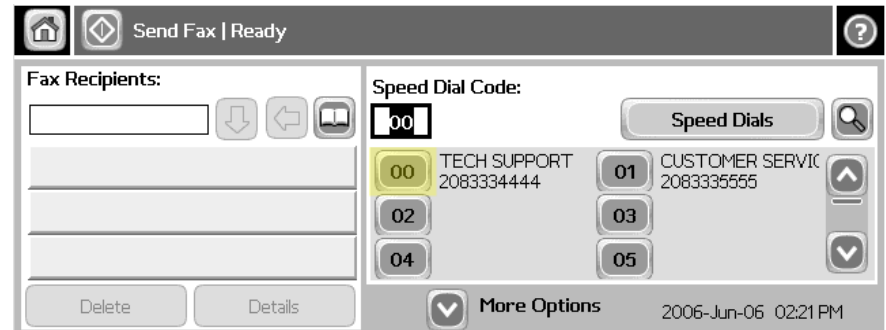 Send Fax | Ready
?
Fax Recipients:
Speed Dial Code:
00
Speed Dials
00 TECH SUPPORT 01 CUSTOMER SERVIC
2083334444 2083335555
02 03
04 05
Delete Details More Options 2006-Jun-06 02:21 PM